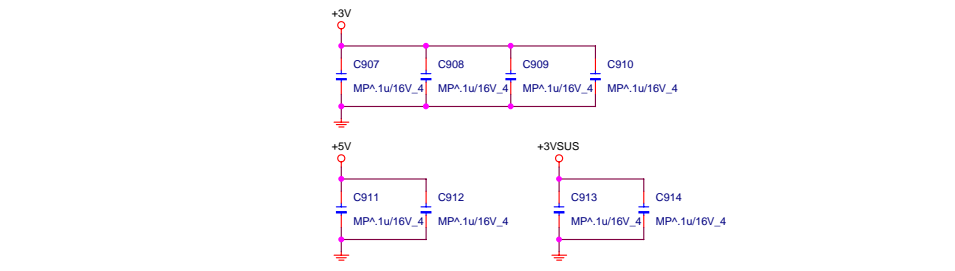 +3V
C907 C908 C909 C910
MP^.1u/16V_4 MP^.1u/16V_4 MP^.1u/16V_4 MP^.1u/16V_4
+5V +3VSUS
C911 C912 C913 C914
MP^.1u/16V_4 MP^.1u/16V_4 MP^.1u/16V_4 MP^.1u/16V_4